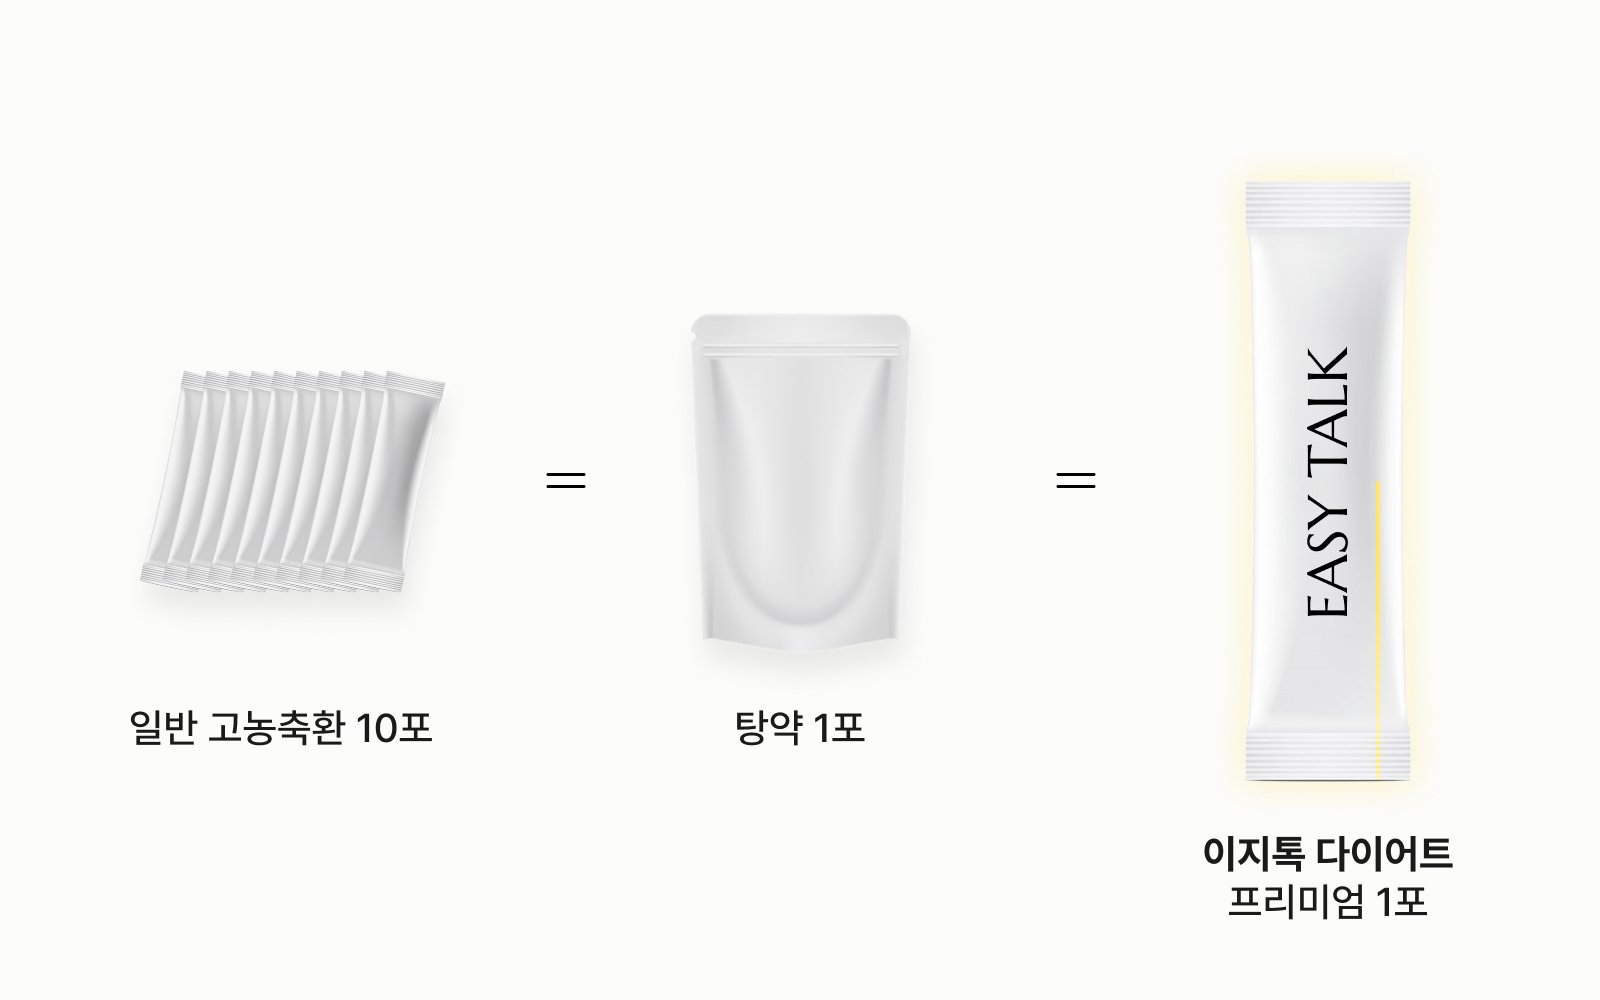 일반 고농축환 10포
=
탕약 1포
=
EASY TALK
이지톡 다이어트
프리미엄 1포